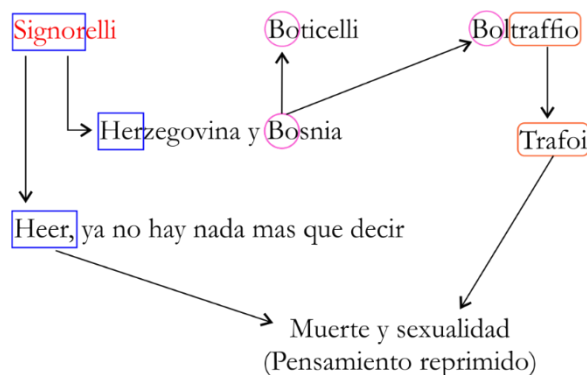 Signorelli Boticelli Boltraffio
Herzegovina y Bosnia Trafoi
Heer, ya no hay nada mas que decir
Muerte y sexualidad
(Pensamiento reprimido)